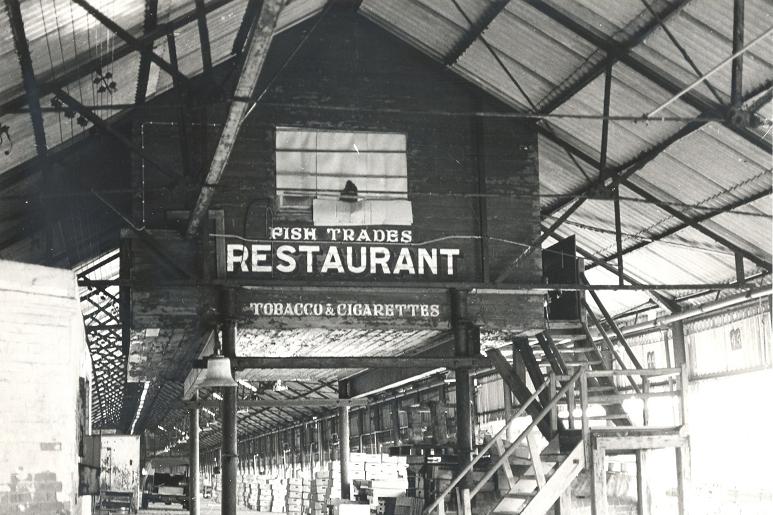 FISH TRADES
RESTAURANT
TOBACCO & CIGARETTES